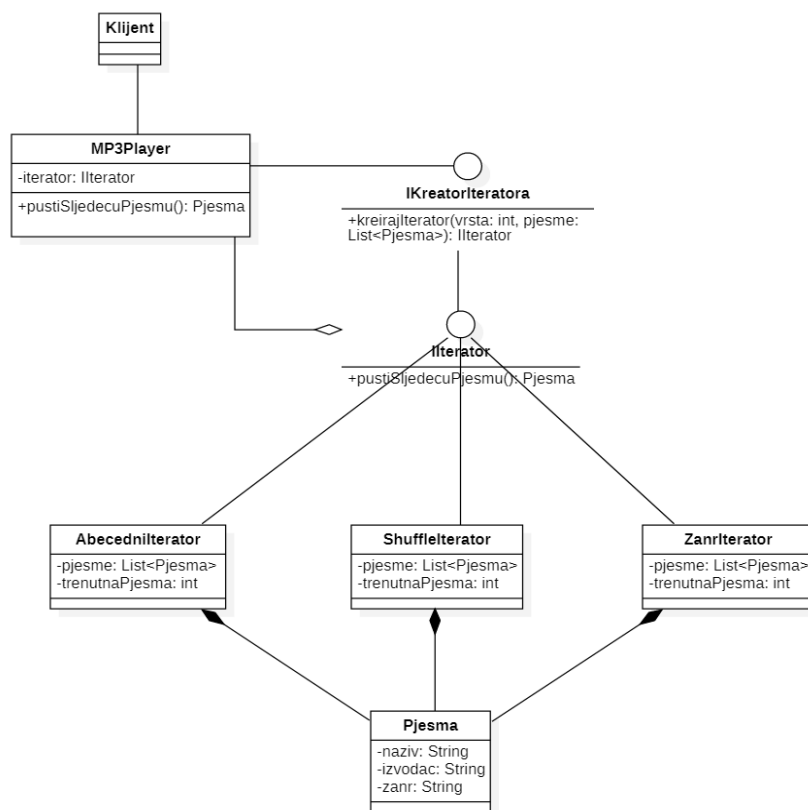 Klijent
MP3Player
-iterator: IIterator
+pustiSljedecuPjesmu(): Pjesma
IKreatorIteratora
+kreirajIterator(vrsta: int, pjesme:
List<Pjesma>): IIterator
IIterator
+pustiSljedecuPjesmu(): Pjesma
AbecedniIterator
-pjesme: List<Pjesma>
-trenutnaPjesma: int
ShuffleIterator
-pjesme: List<Pjesma>
-trenutnaPjesma: int
ZanrIterator
-pjesme: List<Pjesma>
-trenutnaPjesma: int
Pjesma
-naziv: String
-izvodac: String
-zanr: String